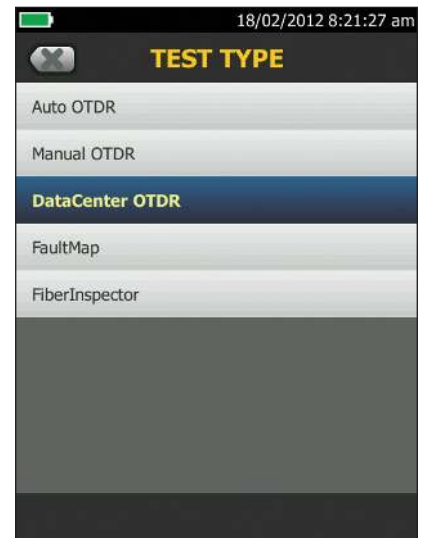 18/02/2012 8:21:27 am
TEST TYPE
Auto OTDR
Manual OTDR
DataCenter OTDR
FaultMap
FiberInspector